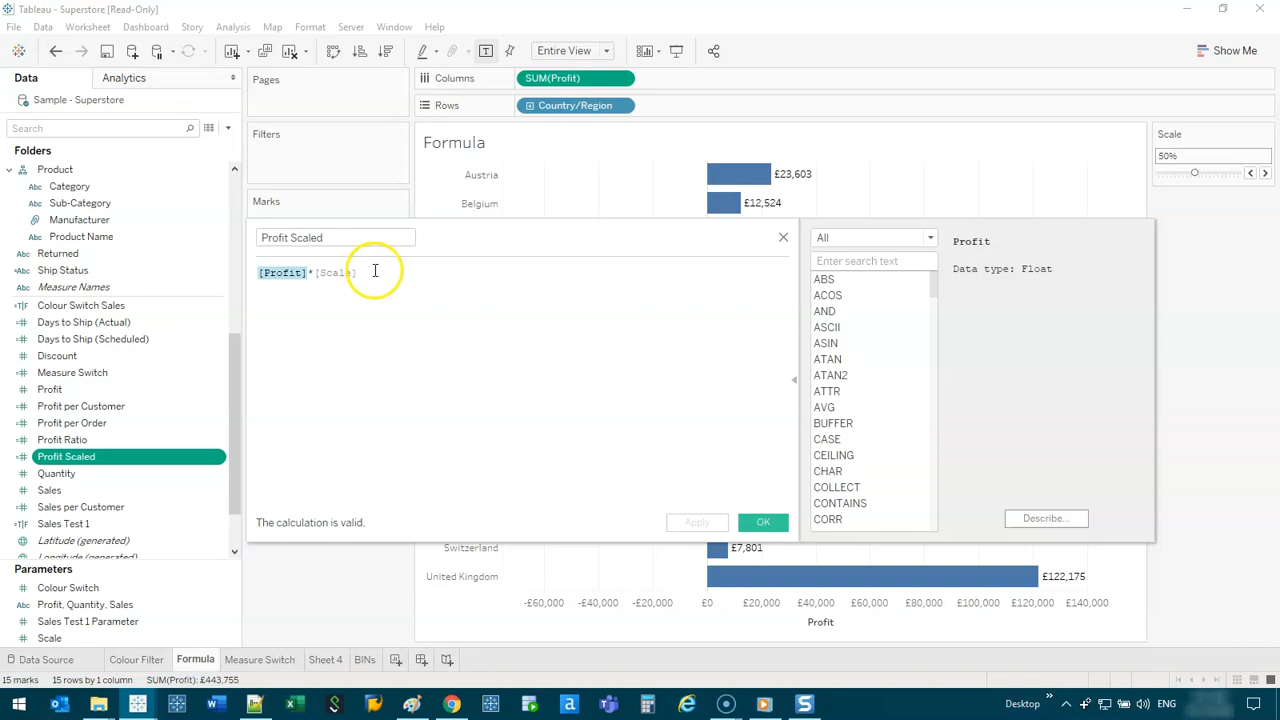 Tableau - Superstore [Read-Only]
File Data Worksheet Dashboard Story Analysis Map Format Server Window Help
Entire View
Show Me
Data Analytics
Sample - Superstore
Search
Folders
Product
Abc Category
Abc Sub-Category
Manufacturer
Abc Product Name
Abc Returned
Abc Ship Status
Abc Measure Names
=T|F Colour Switch Sales
Days to Ship (Actual)
Days to Ship (Scheduled)
Discount
Measure Switch
Profit
Profit per Customer
Profit per Order
Profit Ratio
Profit Scaled
Quantity
Sales
Sales per Customer
=T|F Sales Test 1
Latitude (generated)
Longitude (generated)
Parameters
Colour Switch
Abc Profit, Quantity, Sales
Sales Test 1 Parameter
Scale
Pages
Filters
Marks
Columns SUM(Profit)
Rows Country/Region
Formula
Austria £23,603
Belgium £12,524
Scale
50%
Profit Scaled
[Profit]*[Scale]
The calculation is valid.
Apply OK
All
Enter search text
ABS
ACOS
AND
ASCII
ASIN
ATAN
ATAN2
ATTR
AVG
BUFFER
CASE
CEILING
CHAR
COLLECT
CONTAINS
CORR
Profit
Data type: Float
Describe...
Switzerland £7,801
United Kingdom £122,175
-£60,000 -£40,000 -£20,000 £0 £20,000 £40,000 £60,000 £80,000 £100,000 £120,000 £140,000
Profit
Data Source Colour Filter Formula Measure Switch Sheet 4 BINs
15 marks 15 rows by 1 column SUM(Profit): £443,755
Desktop ENG